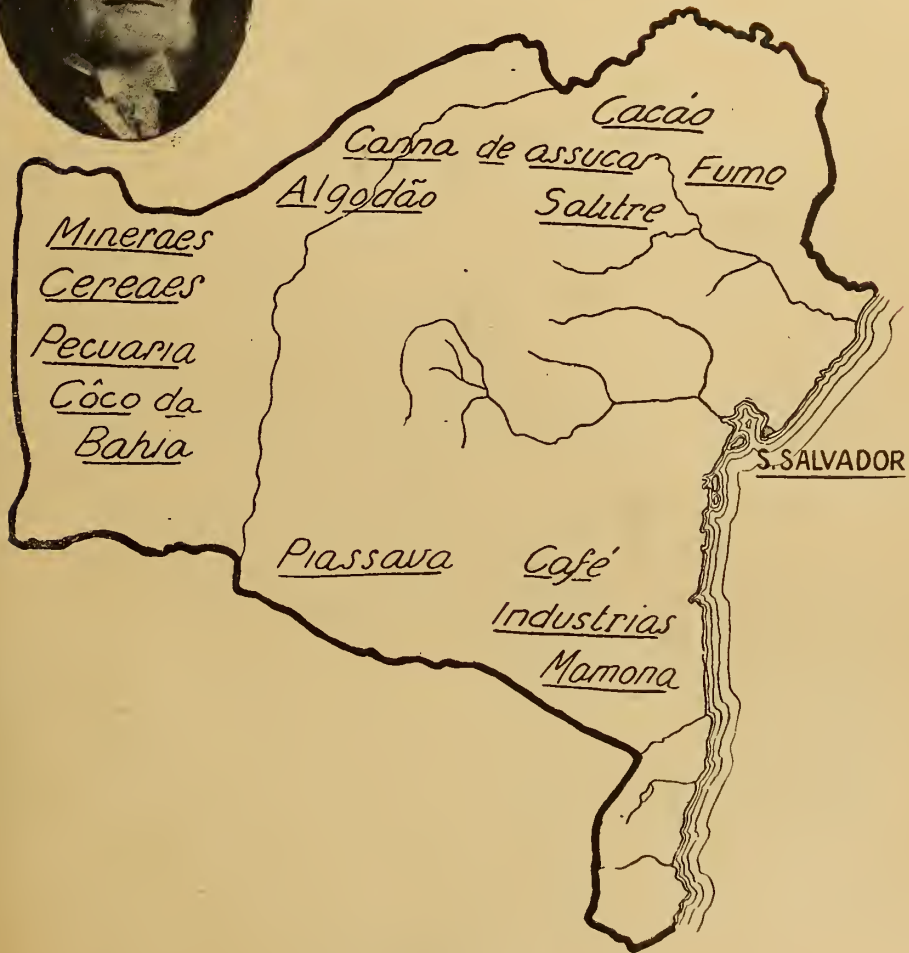 Cacáo
Canna de assucar
Fumo
Algodão
Salitre
Mineraes
Cereaes
Pecuaria
Côco da
Bahia
S. SALVADOR
Piassava
Café
Industrias
Mamona